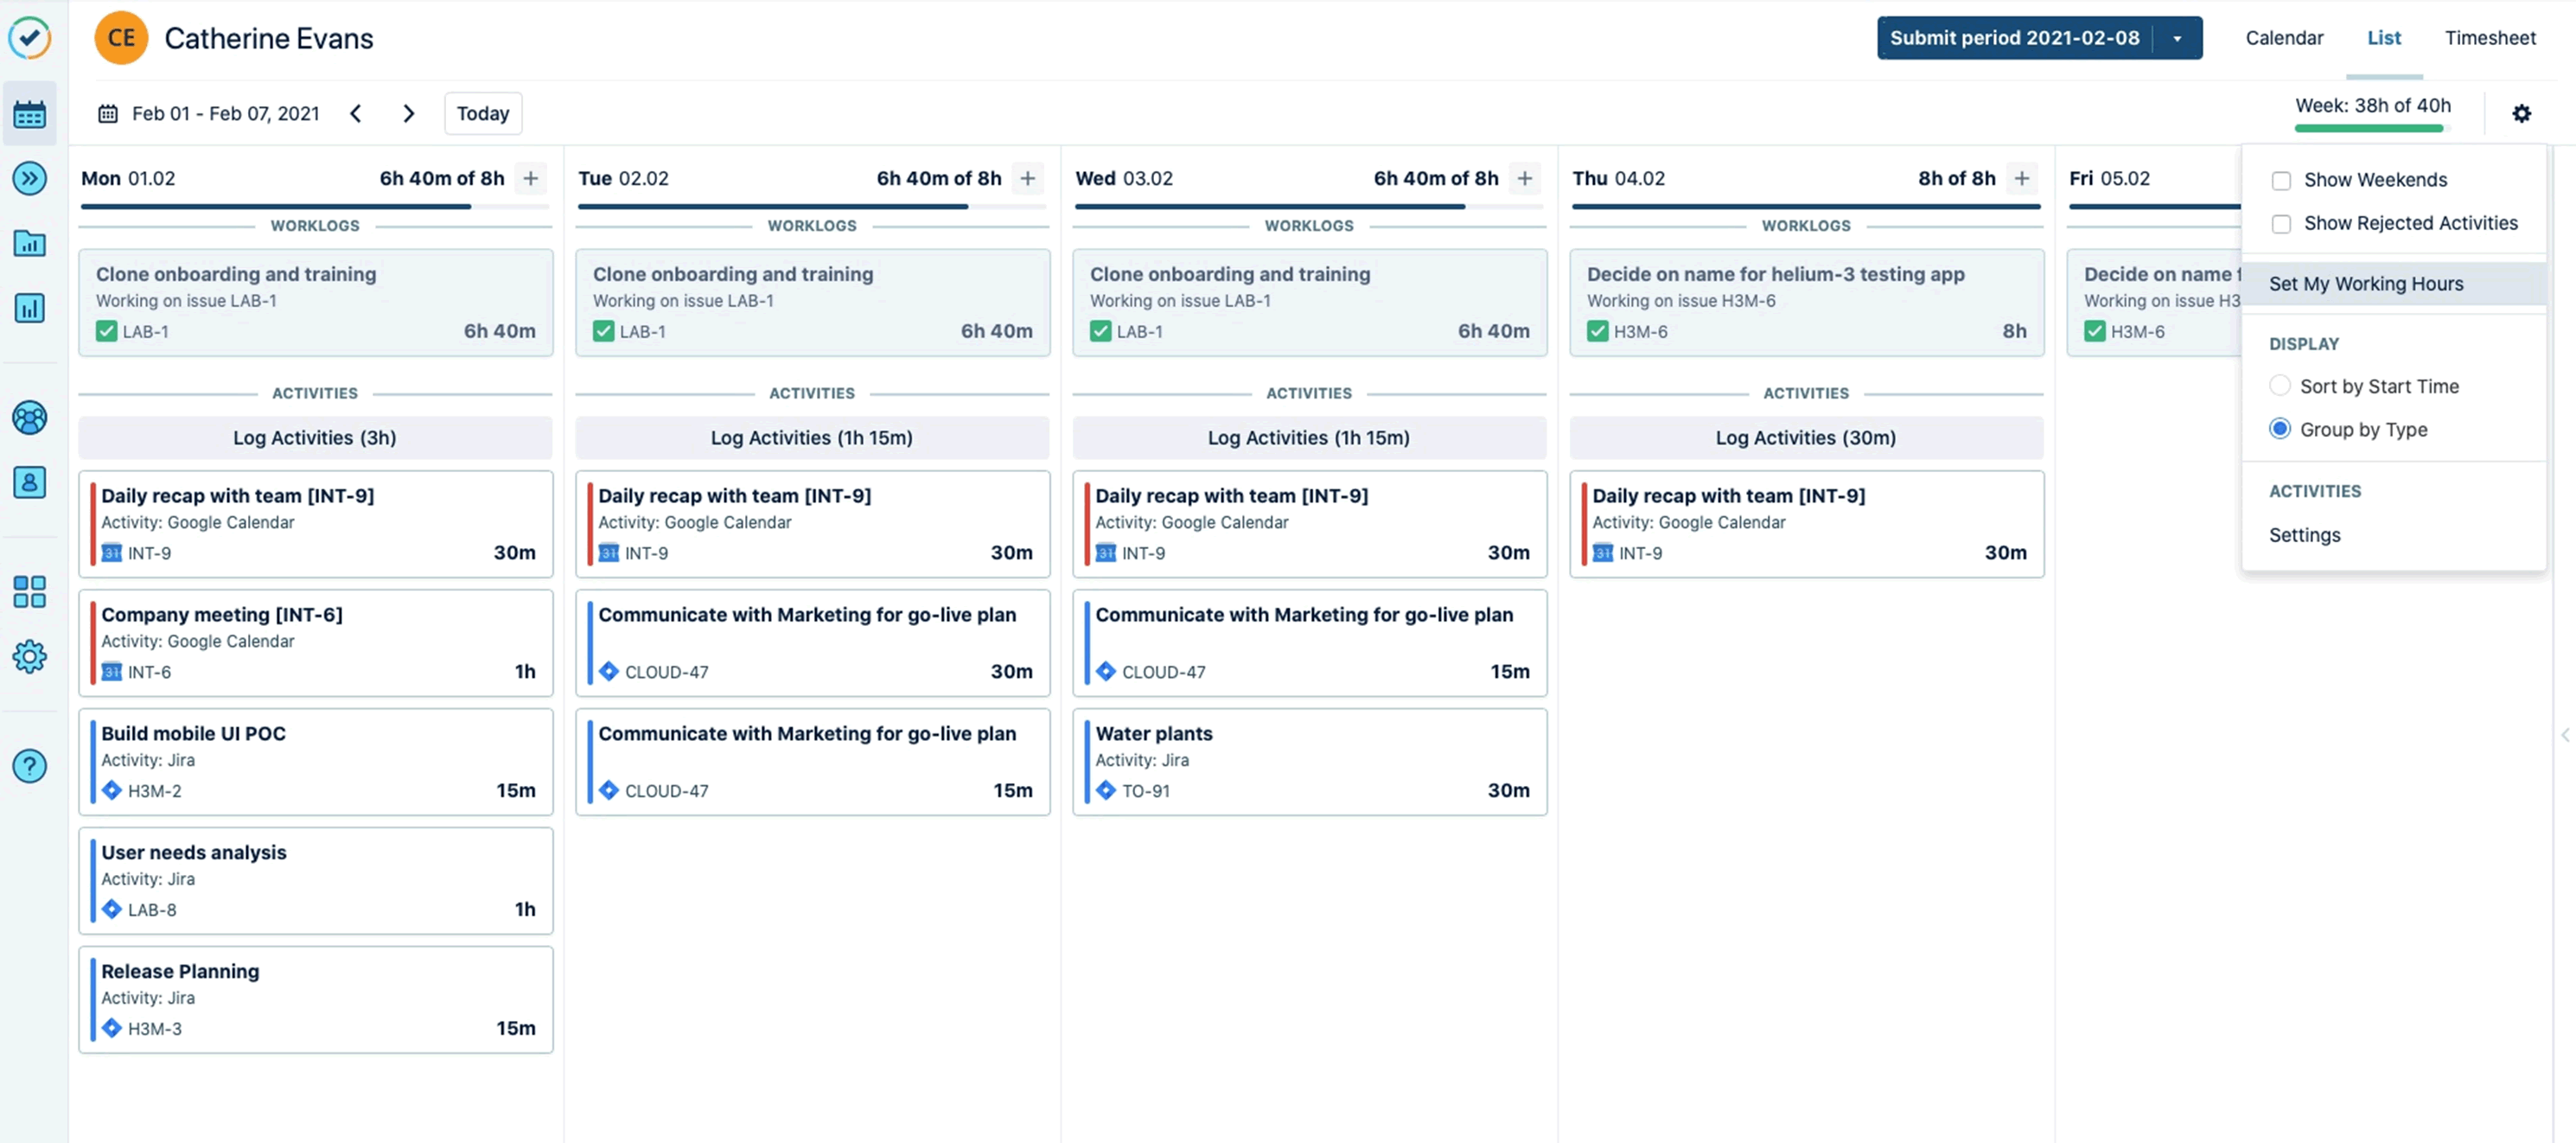 CE Catherine Evans
Submit period 2021-02-08
Calendar List Timesheet
Feb 01 - Feb 07, 2021
Today
Week: 38h of 40h
Mon 01.02 6h 40m of 8h +
WORKLOGS
Clone onboarding and training
Working on issue LAB-1
LAB-1 6h 40m
ACTIVITIES
Log Activities (3h)
Daily recap with team [INT-9]
Activity: Google Calendar
31 INT-9 30m
Company meeting [INT-6]
Activity: Google Calendar
31 INT-6 1h
Build mobile UI POC
Activity: Jira
H3M-2 15m
User needs analysis
Activity: Jira
LAB-8 1h
Release Planning
Activity: Jira
H3M-3 15m
Tue 02.02 6h 40m of 8h +
WORKLOGS
Clone onboarding and training
Working on issue LAB-1
LAB-1 6h 40m
ACTIVITIES
Log Activities (1h 15m)
Daily recap with team [INT-9]
Activity: Google Calendar
31 INT-9 30m
Communicate with Marketing for go-live plan
CLOUD-47 30m
Communicate with Marketing for go-live plan
CLOUD-47 15m
Wed 03.02 6h 40m of 8h +
WORKLOGS
Clone onboarding and training
Working on issue LAB-1
LAB-1 6h 40m
ACTIVITIES
Log Activities (1h 15m)
Daily recap with team [INT-9]
Activity: Google Calendar
31 INT-9 30m
Communicate with Marketing for go-live plan
CLOUD-47 15m
Water plants
Activity: Jira
TO-91 30m
Thu 04.02 8h of 8h +
WORKLOGS
Decide on name for helium-3 testing app
Working on issue H3M-6
H3M-6 8h
ACTIVITIES
Log Activities (30m)
Daily recap with team [INT-9]
Activity: Google Calendar
31 INT-9 30m
Fri 05.02
Decide on name
Working on issue H3
H3M-6
Show Weekends
Show Rejected Activities
Set My Working Hours
DISPLAY
Sort by Start Time
Group by Type
ACTIVITIES
Settings
?